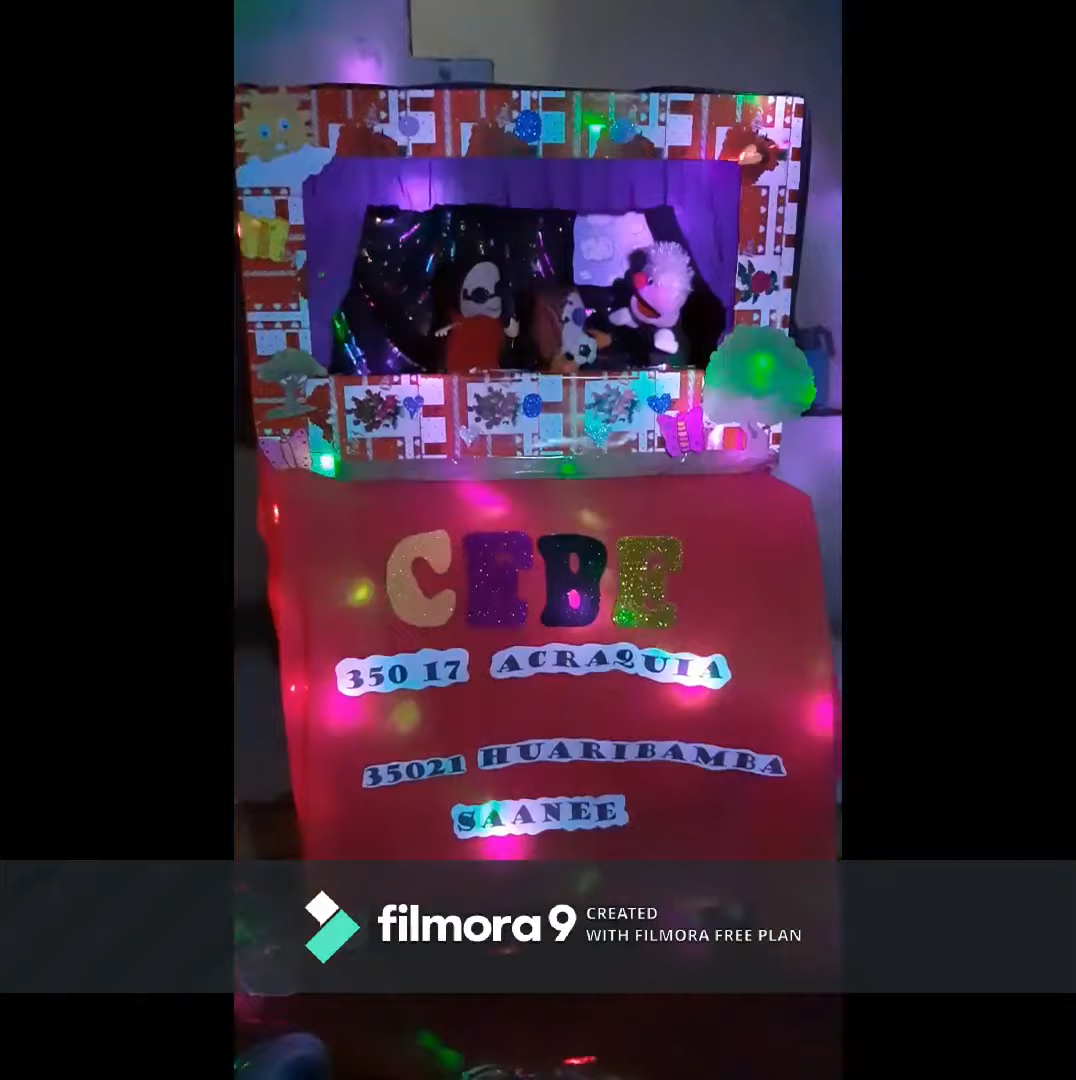 CEBE
350 17 ACRAQUIA
35021 HUARIBAMBA
SAANEE
filmora 9 CREATED
WITH FILMORA FREE PLAN